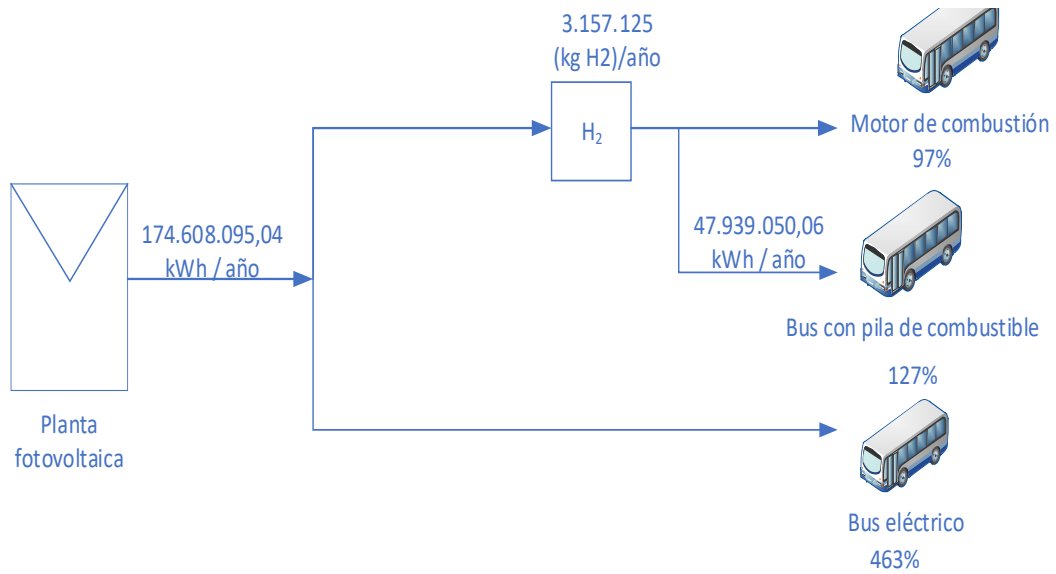 3.157.125
(kg H2)/año
H2
Motor de combustión
97%
174.608.095,04
kWh / año
47.939.050,06
kWh / año
Bus con pila de combustible
127%
Planta
fotovoltaica
Bus eléctrico
463%